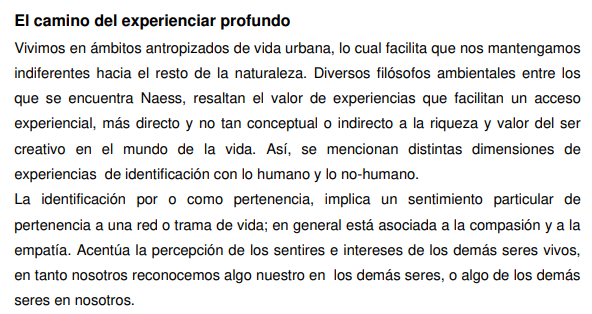 El camino del experienciar profundo
Vivimos en ámbitos antropizados de vida urbana, lo cual facilita que nos mantengamos
indiferentes hacia el resto de la naturaleza. Diversos filósofos ambientales entre los
que se encuentra Naess, resaltan el valor de experiencias que facilitan un acceso
experiencial, más directo y no tan conceptual o indirecto a la riqueza y valor del ser
creativo en el mundo de la vida. Así, se mencionan distintas dimensiones de
experiencias de identificación con lo humano y lo no-humano.
La identificación por o como pertenencia, implica un sentimiento particular de
pertenencia a una red o trama de vida; en general está asociada a la compasión y a la
empatía. Acentúa la percepción de los sentires e intereses de los demás seres vivos,
en tanto nosotros reconocemos algo nuestro en los demás seres, o algo de los demás
seres en nosotros.